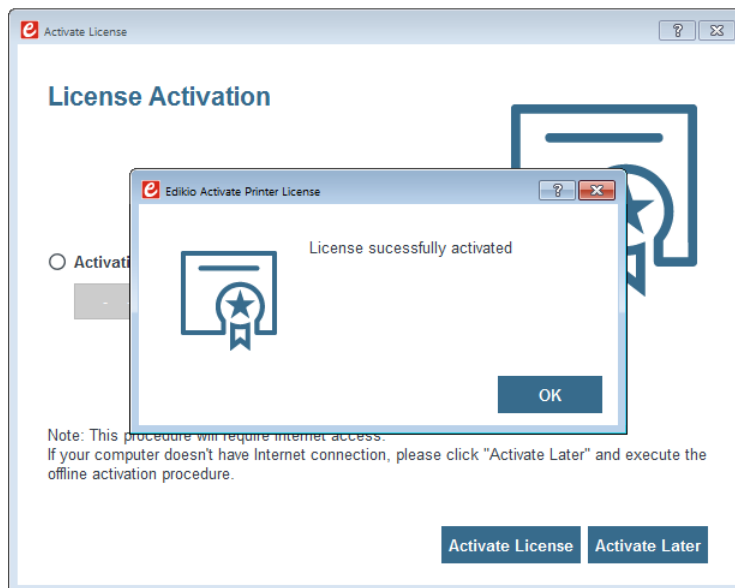 Activate License
License Activation
Edikio Activate Printer License
License sucessfully activated
Activati
- -
OK
Note: This procedure will require Internet access.
If your computer doesn't have Internet connection, please click "Activate Later" and execute the
offline activation procedure.
Activate License
Activate Later